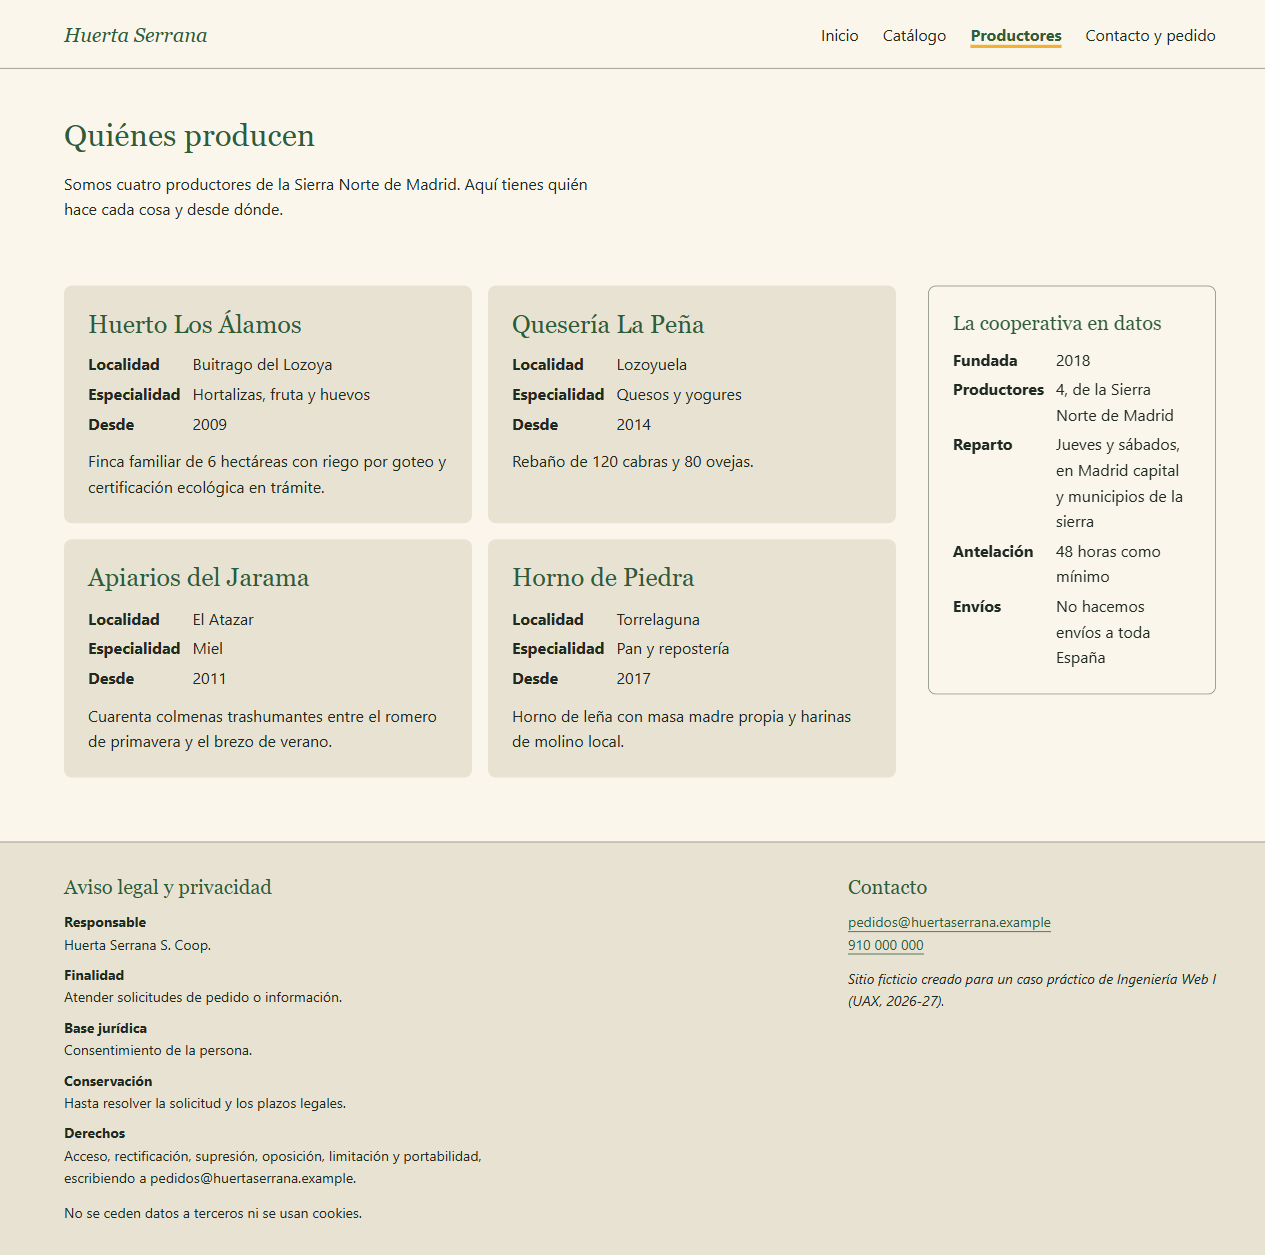 Huerta Serrana
Inicio
Catálogo
Productores
Contacto y pedido
Quiénes producen
Somos cuatro productores de la Sierra Norte de Madrid. Aquí tienes quién
hace cada cosa y desde dónde.
Huerto Los Álamos
Localidad Buitrago del Lozoya
Especialidad Hortalizas, fruta y huevos
Desde 2009
Finca familiar de 6 hectáreas con riego por goteo y
certificación ecológica en trámite.
Quesería La Peña
Localidad Lozoyuela
Especialidad Quesos y yogures
Desde 2014
Rebaño de 120 cabras y 80 ovejas.
Apiarios del Jarama
Localidad El Atazar
Especialidad Miel
Desde 2011
Cuarenta colmenas trashumantes entre el romero
de primavera y el brezo de verano.
Horno de Piedra
Localidad Torrelaguna
Especialidad Pan y repostería
Desde 2017
Horno de leña con masa madre propia y harinas
de molino local.
La cooperativa en datos
Fundada 2018
Productores 4, de la Sierra
Norte de Madrid
Reparto Jueves y sábados,
en Madrid capital
y municipios de la
sierra
Antelación 48 horas como
mínimo
Envíos No hacemos
envíos a toda
España
Aviso legal y privacidad
Responsable
Huerta Serrana S. Coop.
Finalidad
Atender solicitudes de pedido o información.
Base jurídica
Consentimiento de la persona.
Conservación
Hasta resolver la solicitud y los plazos legales.
Derechos
Acceso, rectificación, supresión, oposición, limitación y portabilidad,
escribiendo a pedidos@huertaserrana.example.
No se ceden datos a terceros ni se usan cookies.
Contacto
pedidos@huertaserrana.example
910 000 000
Sitio ficticio creado para un caso práctico de Ingeniería Web I
(UAX, 2026-27).